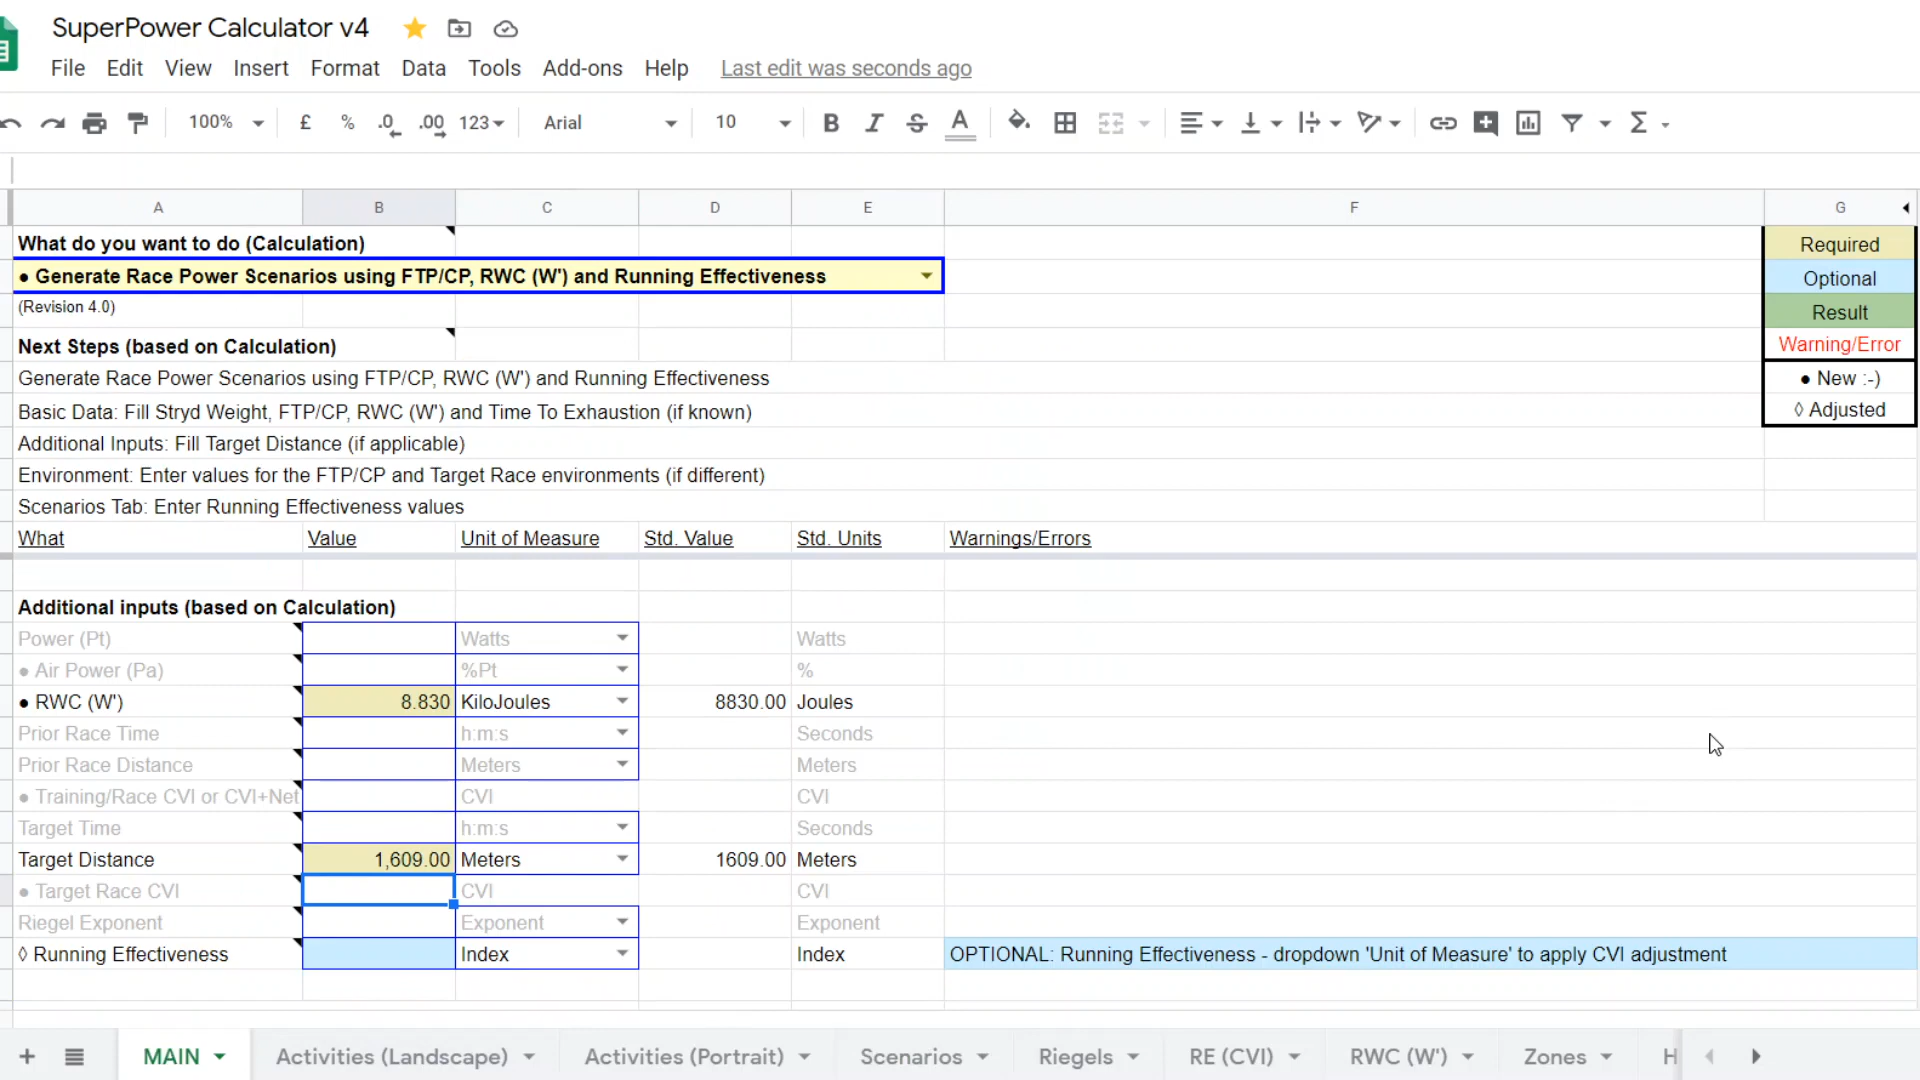 SuperPower Calculator v4
File Edit View Insert Format Data Tools Add-ons Help Last edit was seconds ago
100% £ % .0 .00 123 Arial 10 B I S A Σ
A B C D E F G
What do you want to do (Calculation) Required
● Generate Race Power Scenarios using FTP/CP, RWC (W') and Running Effectiveness Optional
(Revision 4.0) Result
Next Steps (based on Calculation) Warning/Error
Generate Race Power Scenarios using FTP/CP, RWC (W') and Running Effectiveness ● New :-)
Basic Data: Fill Stryd Weight, FTP/CP, RWC (W') and Time To Exhaustion (if known) ◊ Adjusted
Additional Inputs: Fill Target Distance (if applicable)
Environment: Enter values for the FTP/CP and Target Race environments (if different)
Scenarios Tab: Enter Running Effectiveness values
What Value Unit of Measure Std. Value Std. Units Warnings/Errors
Additional inputs (based on Calculation)
Power (Pt) Watts Watts
● Air Power (Pa) %Pt %
● RWC (W') 8.830 KiloJoules 8830.00 Joules
Prior Race Time h:m:s Seconds
Prior Race Distance Meters Meters
● Training/Race CVI or CVI+Net CVI CVI
Target Time h:m:s Seconds
Target Distance 1,609.00 Meters 1609.00 Meters
● Target Race CVI CVI CVI
Riegel Exponent Exponent Exponent
◊ Running Effectiveness Index Index OPTIONAL: Running Effectiveness - dropdown 'Unit of Measure' to apply CVI adjustment
MAIN Activities (Landscape) Activities (Portrait) Scenarios Riegels RE (CVI) RWC (W') Zones